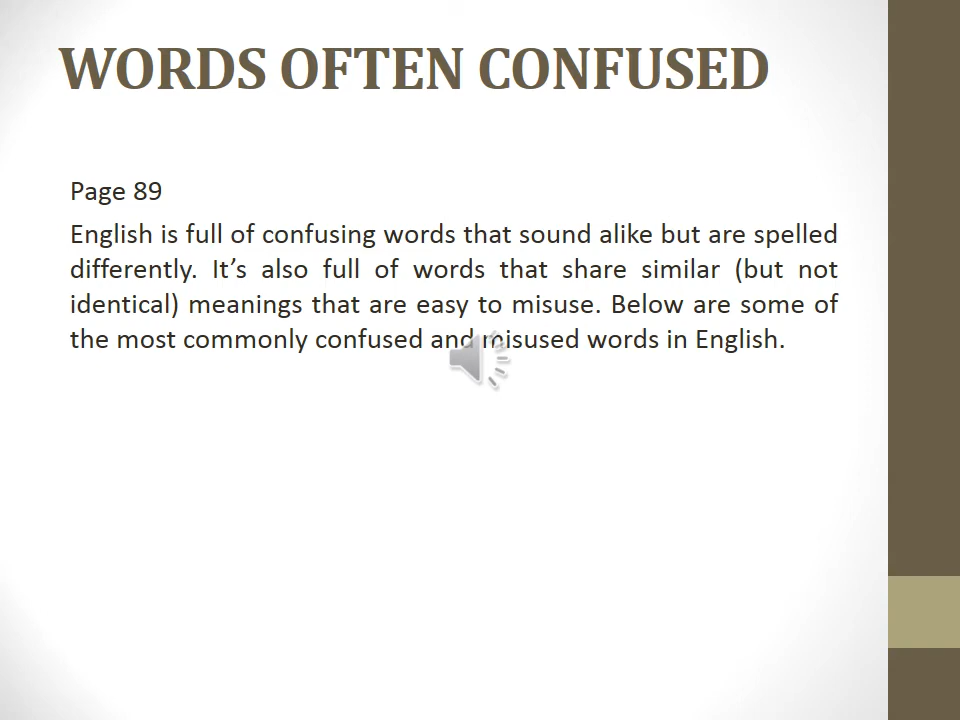 WORDS OFTEN CONFUSED
Page 89
English is full of confusing words that sound alike but are spelled
differently. It’s also full of words that share similar (but not
identical) meanings that are easy to misuse. Below are some of
the most commonly confused and misused words in English.